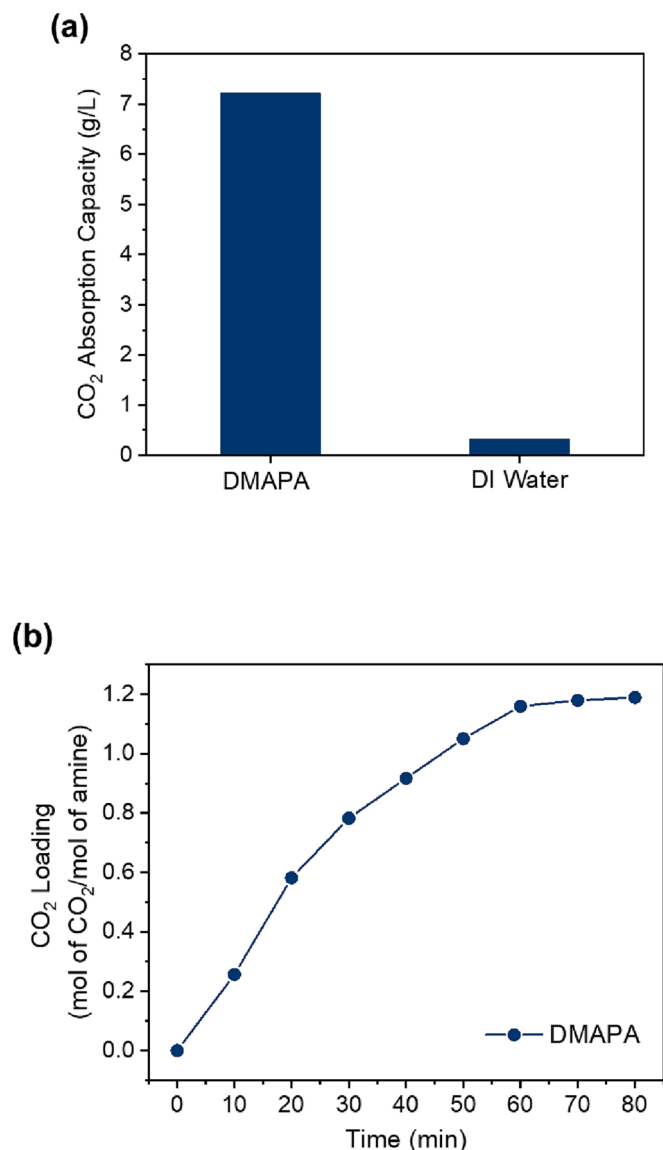 (a)
CO₂ Absorption Capacity (g/L)
8
7
6
5
4
3
2
1
0
DMAPA DI Water
(b)
CO₂ Loading
(mol of CO₂/mol of amine)
1.2
1.0
0.8
0.6
0.4
0.2
0.0
DMAPA
0 10 20 30 40 50 60 70 80
Time (min)